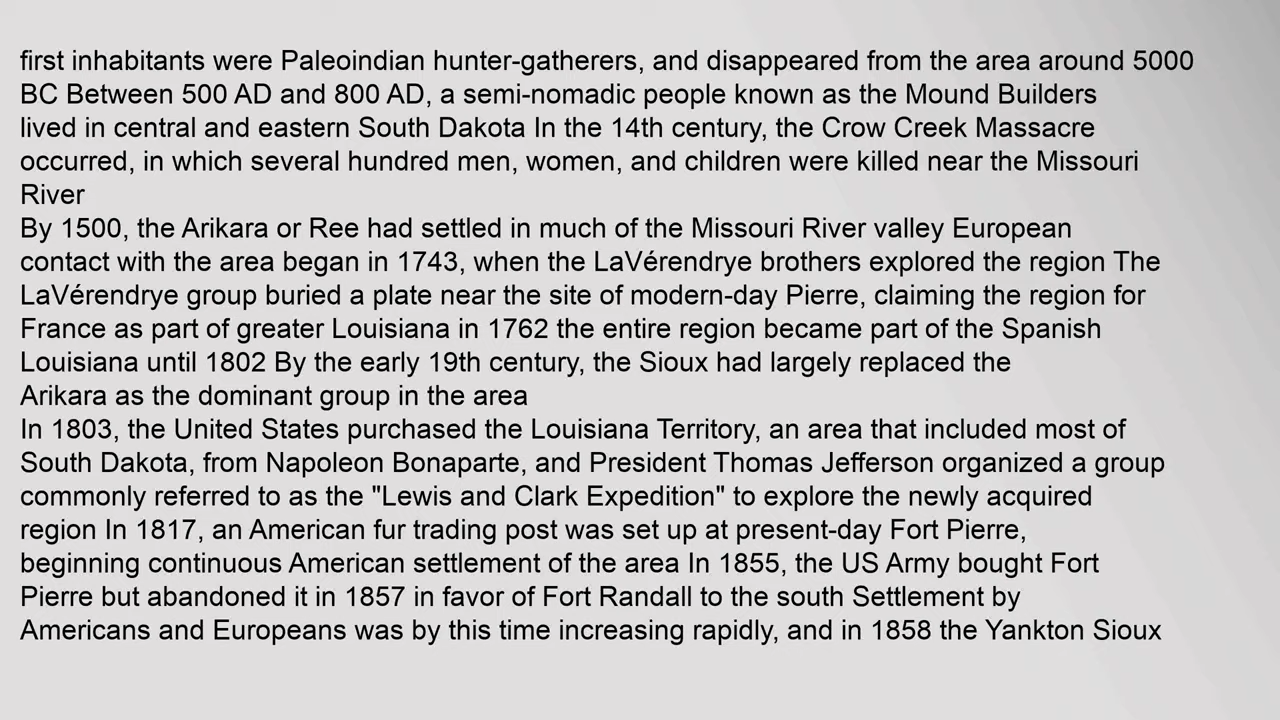 first inhabitants were Paleoindian hunter-gatherers, and disappeared from the area around 5000
BC Between 500 AD and 800 AD, a semi-nomadic people known as the Mound Builders
lived in central and eastern South Dakota In the 14th century, the Crow Creek Massacre
occurred, in which several hundred men, women, and children were killed near the Missouri
River
By 1500, the Arikara or Ree had settled in much of the Missouri River valley European
contact with the area began in 1743, when the LaVérendrye brothers explored the region The
LaVérendrye group buried a plate near the site of modern-day Pierre, claiming the region for
France as part of greater Louisiana in 1762 the entire region became part of the Spanish
Louisiana until 1802 By the early 19th century, the Sioux had largely replaced the
Arikara as the dominant group in the area
In 1803, the United States purchased the Louisiana Territory, an area that included most of
South Dakota, from Napoleon Bonaparte, and President Thomas Jefferson organized a group
commonly referred to as the "Lewis and Clark Expedition" to explore the newly acquired
region In 1817, an American fur trading post was set up at present-day Fort Pierre,
beginning continuous American settlement of the area In 1855, the US Army bought Fort
Pierre but abandoned it in 1857 in favor of Fort Randall to the south Settlement by
Americans and Europeans was by this time increasing rapidly, and in 1858 the Yankton Sioux